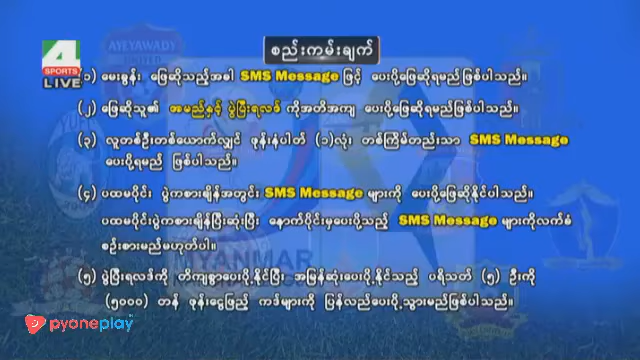 4
SPORTS
LIVE
AYEYAWADY
UNITED
စည်းကမ်းချက်
(၁) မေးခွန်း ဖြေဆိုသည့်အခါ SMS Message ဖြင့် ပေးပို့ဖြေဆိုရမည်ဖြစ်ပါသည်။
(၂) ဖြေဆိုသူ၏ အမည်နှင့် ပွဲပြီးရလဒ် ကိုအတိအကျ ပေးပို့ဖြေဆိုရမည်ဖြစ်ပါသည်။
(၃) လူတစ်ဦးတစ်ယောက်လျှင် ဖုန်းနံပါတ် (၁)လုံး တစ်ကြိမ်တည်းသာ SMS Message
ပေးပို့ရမည် ဖြစ်ပါသည်။
(၄) ပထမပိုင်း ပွဲကစားချိန်အတွင်း SMS Message များကို ပေးပို့ဖြေဆိုနိုင်ပါသည်။
ပထမပိုင်းပွဲကစားချိန်ပြီးဆုံးပြီး နောက်ပိုင်းမှပေးပို့သည့် SMS Message များကိုလက်ခံ
စဉ်းစားမည်မဟုတ်ပါ။
MYANMAR
(၅) ပွဲပြီးရလဒ်ကို တိကျစွာပေးပို့နိုင်ပြီး အမြန်ဆုံးပေးပို့နိုင်သည့် ပရိသတ် (၅) ဦးကို
(၅၀၀၀) တန် ဖုန်းငွေဖြည့် ကဒ်များကို ပြန်လည်ပေးပို့သွားမည်ဖြစ်ပါသည်။
pyoneplay